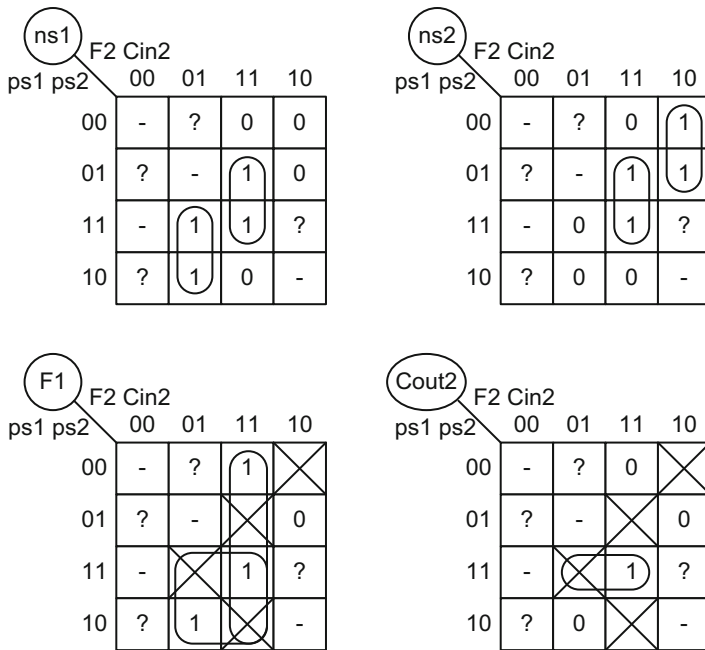 ns1 ns2
F2 Cin2 F2 Cin2
ps1 ps2 00 01 11 10 ps1 ps2 00 01 11 10
00 - ? 0 0 00 - ? 0 1
01 ? - 1 0 01 ? - 1 1
11 - 1 1 ? 11 - 0 1 ?
10 ? 1 0 - 10 ? 0 0 -
F1 Cout2
F2 Cin2 F2 Cin2
ps1 ps2 00 01 11 10 ps1 ps2 00 01 11 10
00 - ? 1 00 - ? 0
01 ? - 0 01 ? - 0
11 - 1 ? 11 - 1 ?
10 ? 1 - 10 ? 0 -